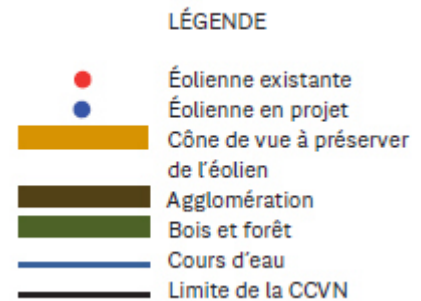 LÉGENDE
Éolienne existante
Éolienne en projet
Cône de vue à préserver
de l'éolien
Agglomération
Bois et forêt
Cours d'eau
Limite de la CCVN